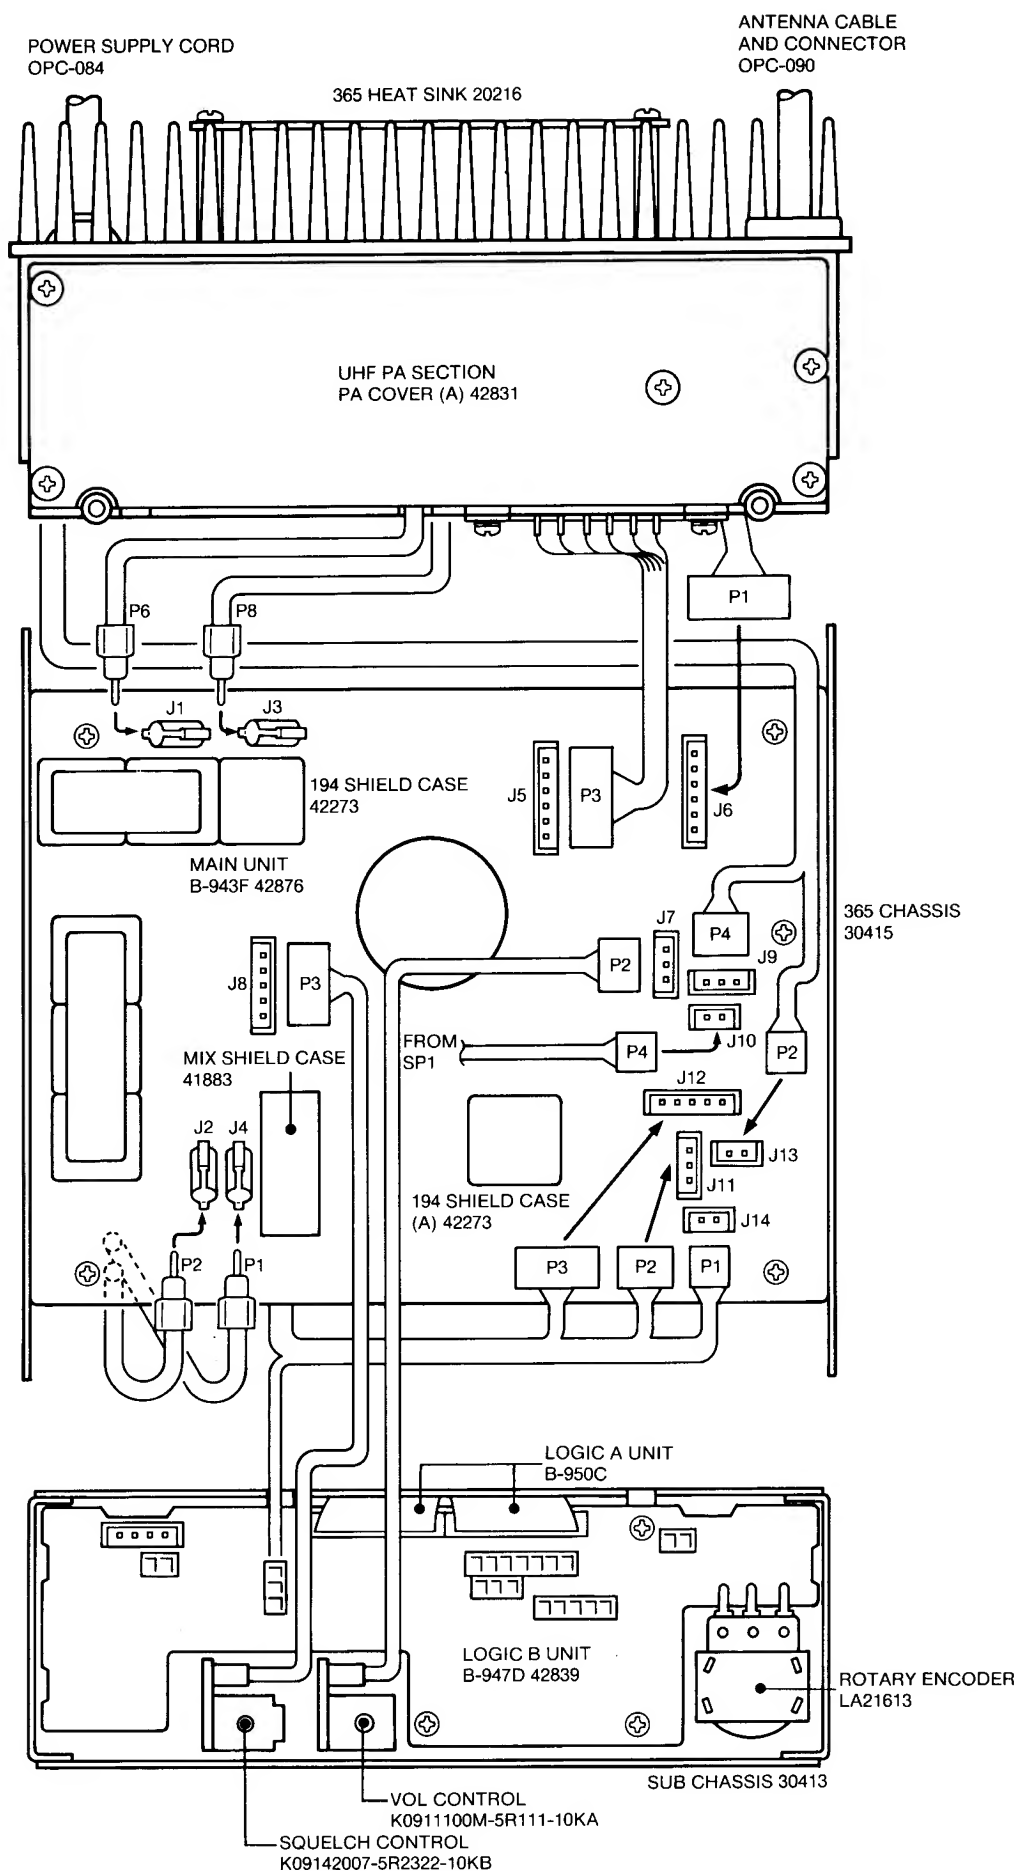 POWER SUPPLY CORD
OPC-084
ANTENNA CABLE
AND CONNECTOR
OPC-090
365 HEAT SINK 20216
UHF PA SECTION
PA COVER (A) 42831
P1
P6
P8
J1
J3
194 SHIELD CASE
42273
J5
P3
J6
MAIN UNIT
B-943F 42876
365 CHASSIS
30415
J7
P4
J9
J8
P3
P2
FROM
SP1
P4
J10
P2
MIX SHIELD CASE
41883
J12
J2
J4
J13
J11
194 SHIELD CASE
(A) 42273
J14
P2
P1
P3
P2
P1
LOGIC A UNIT
B-950C
LOGIC B UNIT
B-947D 42839
ROTARY ENCODER
LA21613
SUB CHASSIS 30413
VOL CONTROL
K0911100M-5R111-10KA
SQUELCH CONTROL
K09142007-5R2322-10KB